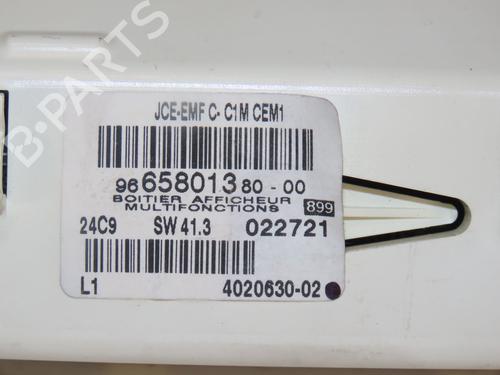 JCE-EMF C- C1M CEM1
96 658013 80 - 00
BOITIER AFFICHEUR
MULTIFONCTIONS 899
24C9 SW 41.3 022721
L1 4020630-02
B-PARTS